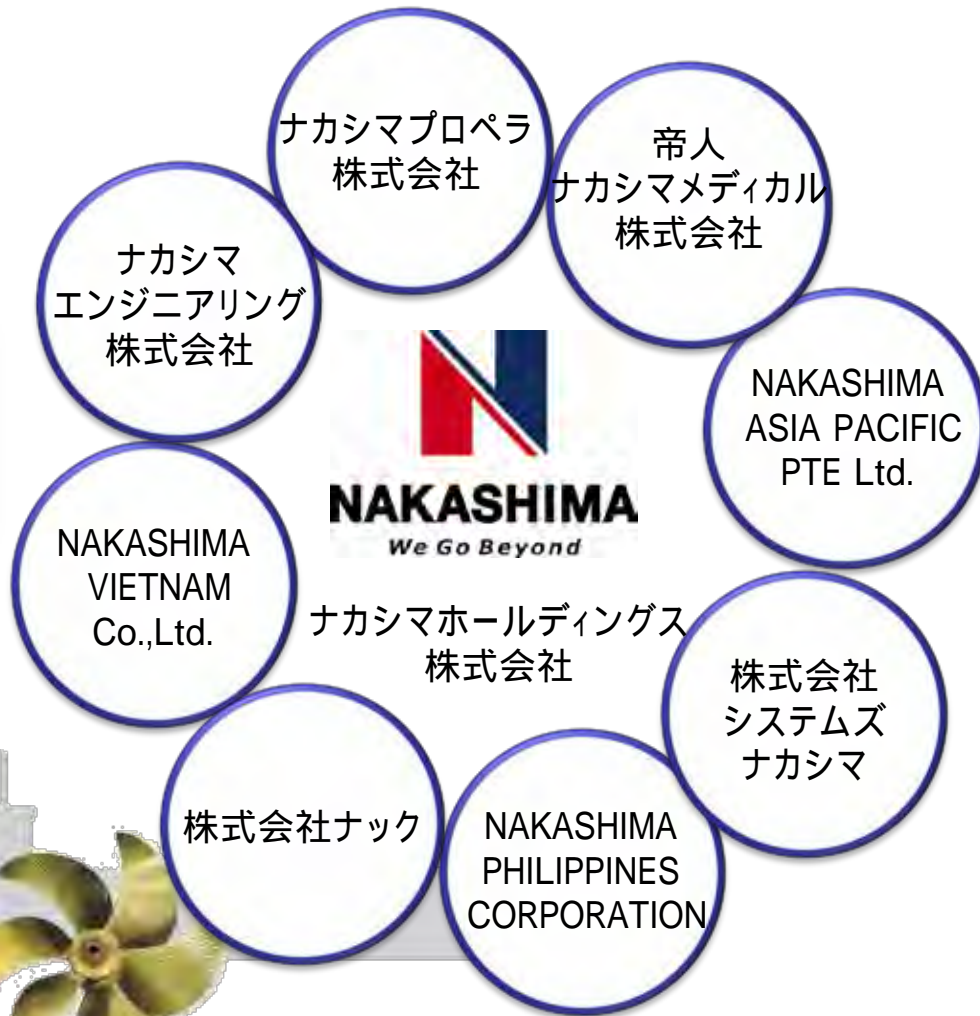 ナカシマプロペラ
株式会社
帝人
ナカシマメディカル
株式会社
ナカシマ
エンジニアリング
株式会社
NAKASHIMA
ASIA PACIFIC
PTE Ltd.
NAKASHIMA
We Go Beyond
ナカシマホールディングス
株式会社
NAKASHIMA
VIETNAM
Co.,Ltd.
株式会社
システムズ
ナカシマ
株式会社ナック
NAKASHIMA
PHILIPPINES
CORPORATION